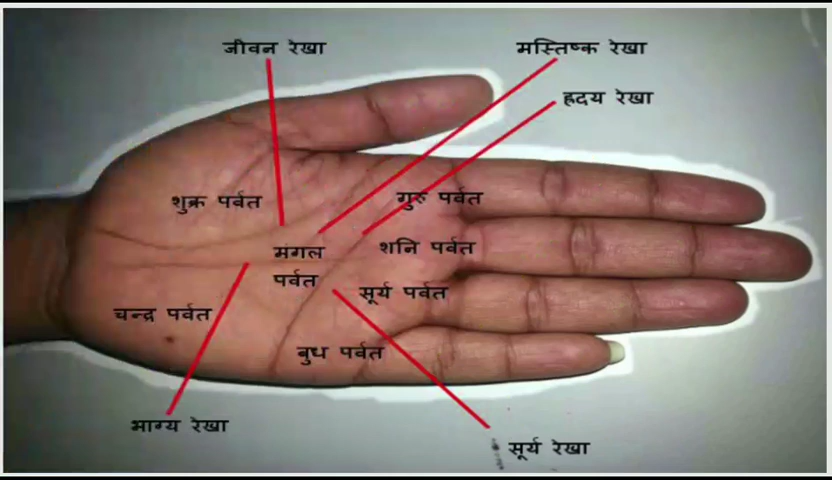 जीवन रेखा
मस्तिष्क रेखा
ह्रदय रेखा
शुक्र पर्वत
गुरु पर्वत
मंगल
पर्वत
शनि पर्वत
सूर्य पर्वत
चन्द्र पर्वत
बुध पर्वत
भाग्य रेखा
सूर्य रेखा